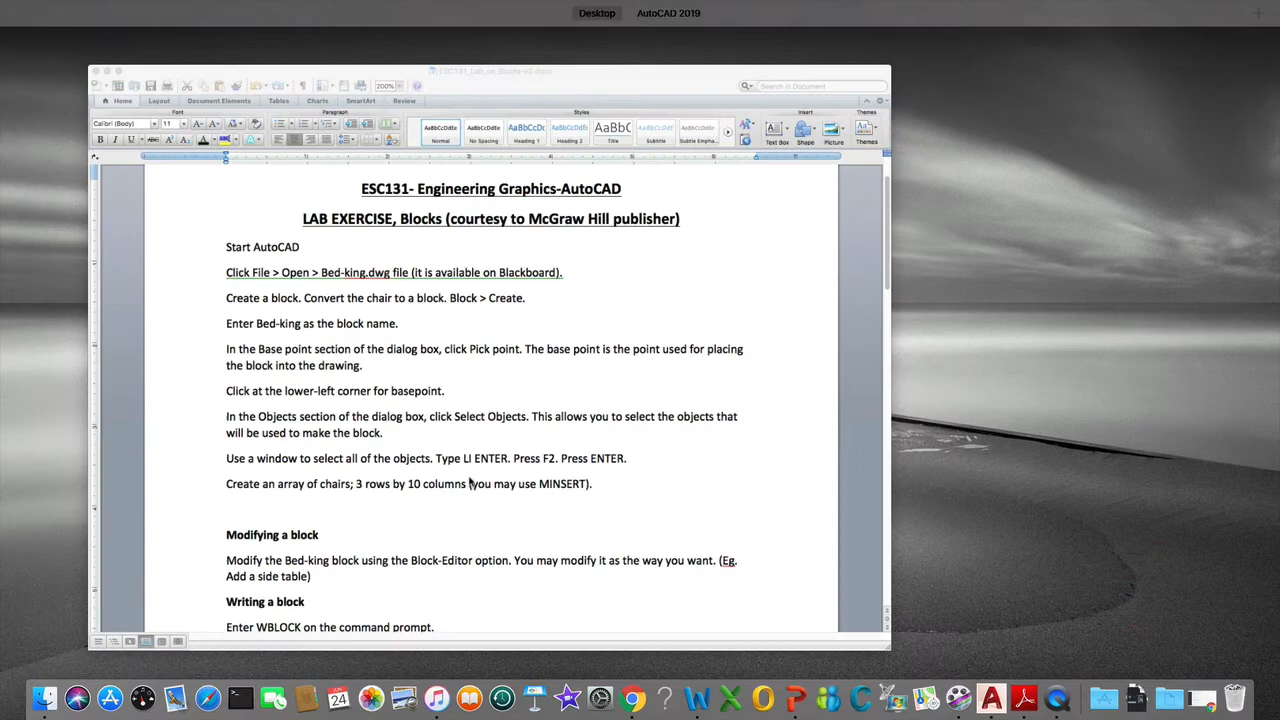 Desktop AutoCAD 2019
ESC131_Lab_on_Blocks-v2.docx
200% Search in Document
Home Layout Document Elements Tables Charts SmartArt Review
Font Paragraph Styles Insert Themes
Calibri (Body) 11
AaBbCcDdEe AaBbCcDdEe AaBbCcDc AaBbCcDdEe AaBbC AaBbCcDdEe AaBbCcDdEe
Normal No Spacing Heading 1 Heading 2 Title Subtitle Subtle Empha... Text Box Shape Picture Themes
ESC131- Engineering Graphics-AutoCAD
LAB EXERCISE, Blocks (courtesy to McGraw Hill publisher)
Start AutoCAD
Click File > Open > Bed-king.dwg file (it is available on Blackboard).
Create a block. Convert the chair to a block. Block > Create.
Enter Bed-king as the block name.
In the Base point section of the dialog box, click Pick point. The base point is the point used for placing
the block into the drawing.
Click at the lower-left corner for basepoint.
In the Objects section of the dialog box, click Select Objects. This allows you to select the objects that
will be used to make the block.
Use a window to select all of the objects. Type LI ENTER. Press F2. Press ENTER.
Create an array of chairs; 3 rows by 10 columns (you may use MINSERT).
Modifying a block
Modify the Bed-king block using the Block-Editor option. You may modify it as the way you want. (Eg.
Add a side table)
Writing a block
Enter WBLOCK on the command prompt.